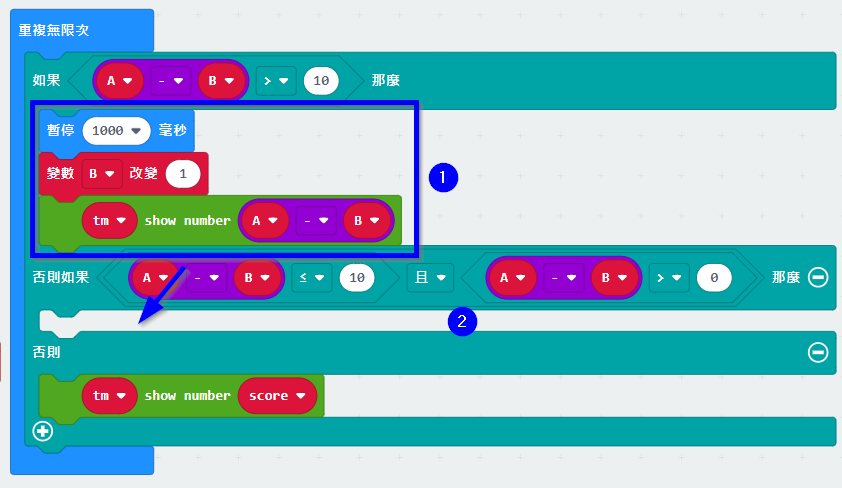 重複無限次
如果 A - B > 10 那麼
暫停 1000 毫秒
變數 B 改變 1
1
tm show number A - B
否則如果 A - B ≤ 10 且 A - B > 0 那麼
2
否則
tm show number score